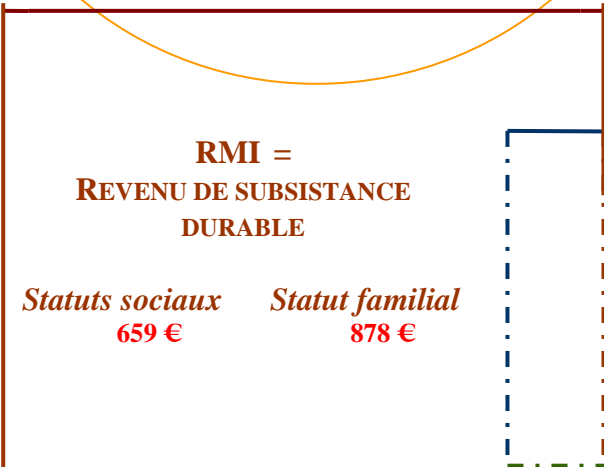 RMI =
REVENU DE SUBSISTANCE
DURABLE
Statuts sociaux Statut familial
659 € 878 €